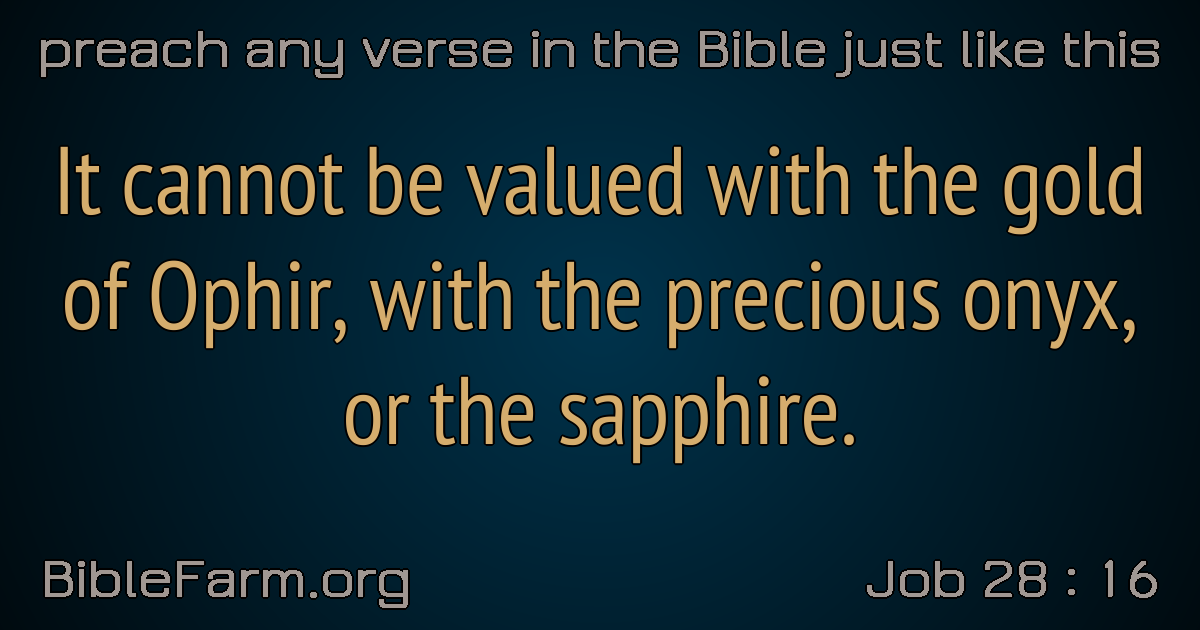 preach any verse in the Bible just like this
It cannot be valued with the gold
of Ophir, with the precious onyx,
or the sapphire.
BibleFarm.org
Job 28 : 16